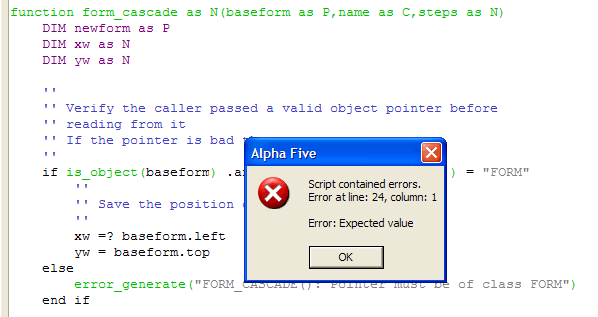 function form_cascade as N(baseform as P,name as C,steps as N)
DIM newform as P
DIM xw as N
DIM yw as N
''
'' Verify the caller passed a valid object pointer before
'' reading from it
'' If the pointer is bad
''
if is_object(baseform) .a ) = "FORM"
''
'' Save the position
''
xw =? baseform.left
yw = baseform.top
else
error_generate("FORM_CASCADE(): Pointer must be of class FORM")
end if
Alpha Five
Script contained errors.
Error at line: 24, column: 1
Error: Expected value
OK